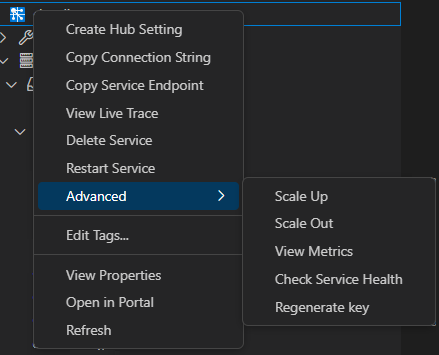 Create Hub Setting
Copy Connection String
Copy Service Endpoint
View Live Trace
Delete Service
Restart Service
Advanced
Scale Up
Scale Out
View Metrics
Check Service Health
Regenerate key
Edit Tags...
View Properties
Open in Portal
Refresh